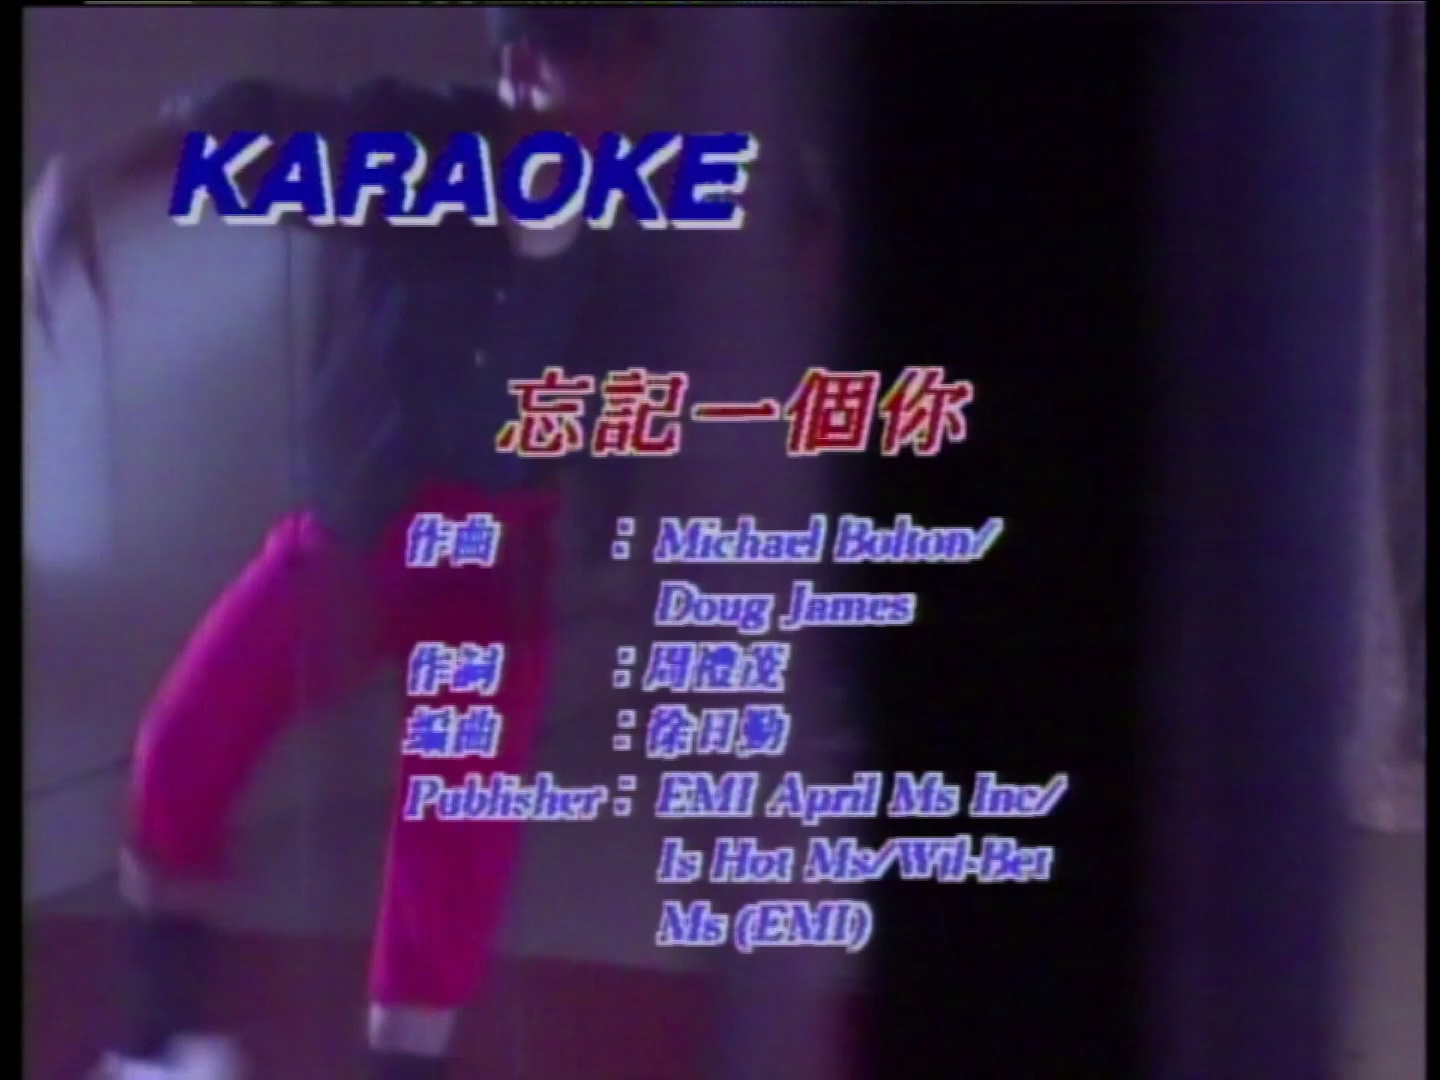 KARAOKE
忘記一個你
作曲 : Michael Bolton/
Doug James
作詞 : 周禮茂
編曲 : 徐日勤
Publisher : EMI April Ms Inc/
Is Hot Ms/Wil-Ber
Ms (EMI)